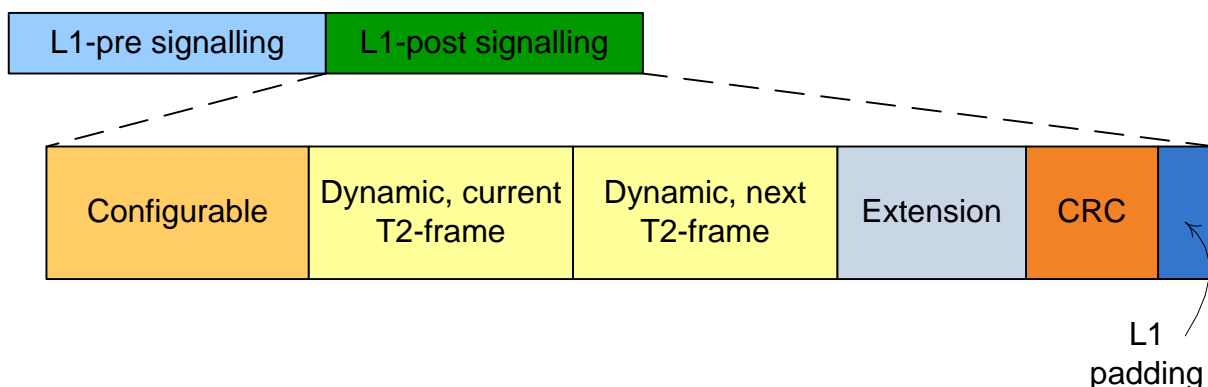 L1-pre signalling
L1-post signalling
Configurable
Dynamic, current
T2-frame
Dynamic, next
T2-frame
Extension
CRC
L1
padding